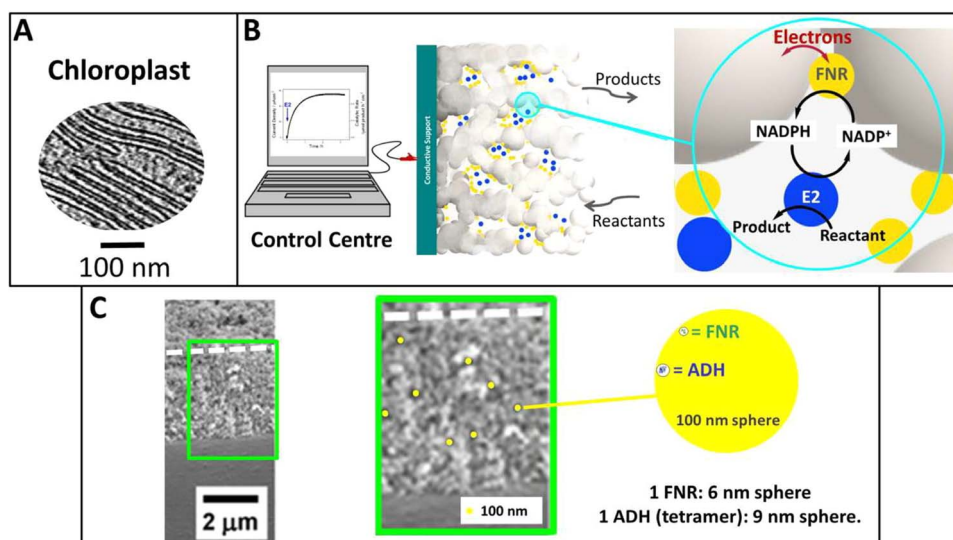 A
Chloroplast
100 nm
B
E2
Time, h
Control Centre
Conductive Support
Products
Reactants
Electrons
FNR
NADPH
NADP+
E2
Product
Reactant
C
2 μm
100 nm
= FNR
= ADH
100 nm sphere
1 FNR: 6 nm sphere
1 ADH (tetramer): 9 nm sphere.